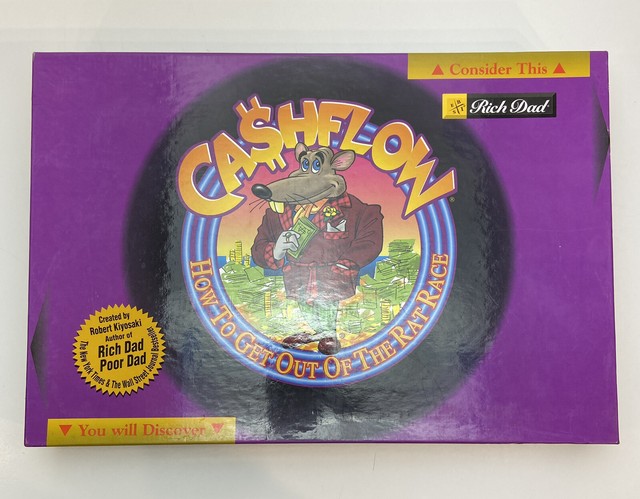 ▲ Consider This ▲
Rich Dad
CA$HFLOW
HOW TO GET OUT OF THE RAT RACE
Created by
Robert Kiyosaki
Author of
Rich Dad
Poor Dad
The New York Times & The Wall Street Journal Bestseller
▼ You will Discover ▼